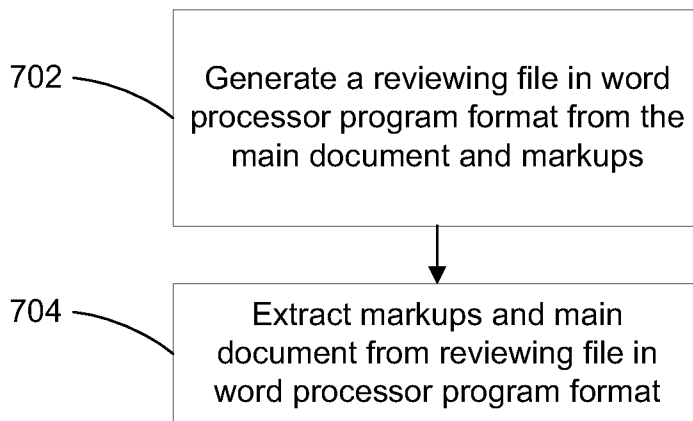 702
Generate a reviewing file in word
processor program format from the
main document and markups
704
Extract markups and main
document from reviewing file in
word processor program format